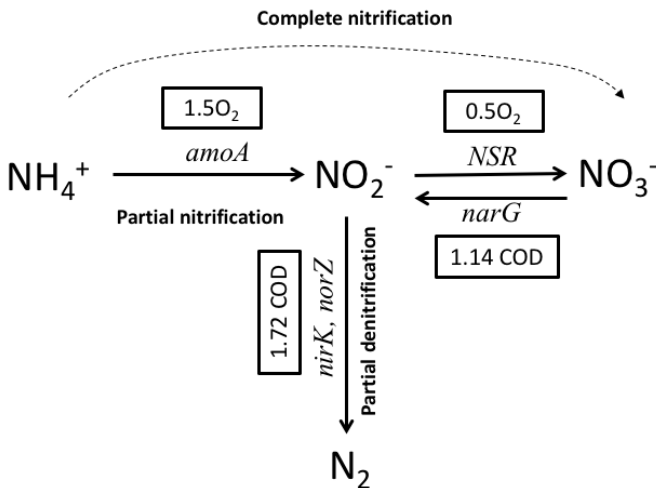 Complete nitrification
1.5O₂
0.5O₂
amoA
NSR
NH₄⁺
NO₂⁻
NO₃⁻
Partial nitrification
narG
1.14 COD
1.72 COD
nirK, norZ
Partial denitrification
N₂